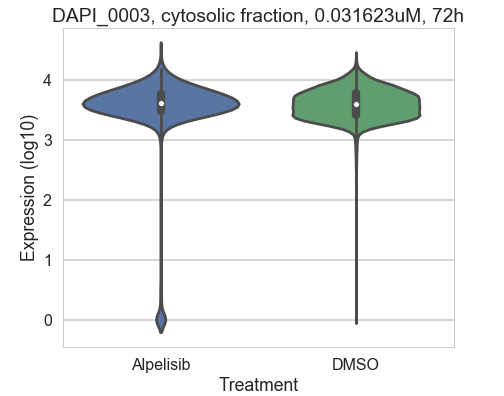 DAPI_0003, cytosolic fraction, 0.031623uM, 72h
Expression (log10)
4
3
2
1
0
Alpelisib
DMSO
Treatment